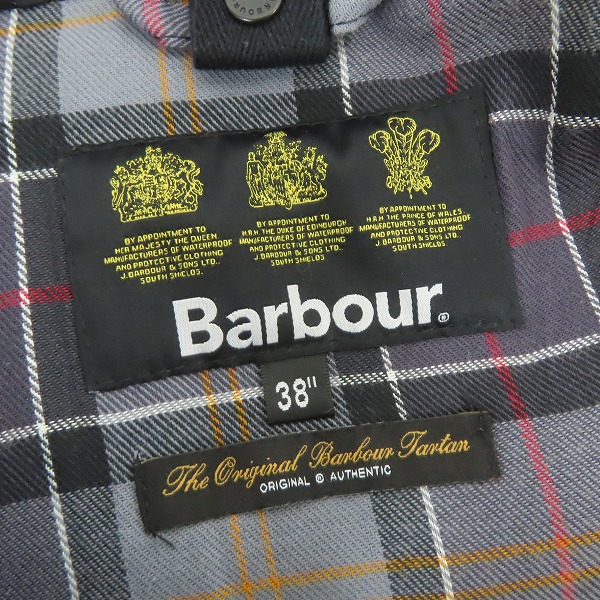 BARBOUR
BY APPOINTMENT TO
HER MAJESTY THE QUEEN
MANUFACTURERS OF WATERPROOF
AND PROTECTIVE CLOTHING
J. BARBOUR & SONS LTD.,
SOUTH SHIELDS.
BY APPOINTMENT TO
H.R.H. THE DUKE OF EDINBURGH
MANUFACTURERS OF WATERPROOF
AND PROTECTIVE CLOTHING
J. BARBOUR & SONS LTD.,
SOUTH SHIELDS.
BY APPOINTMENT TO
H.R.H. THE PRINCE OF WALES
MANUFACTURERS OF WATERPROOF
AND PROTECTIVE CLOTHING
J. BARBOUR & SONS LTD.,
SOUTH SHIELDS.
Barbour®
38"
The Original Barbour Tartan
ORIGINAL © AUTHENTIC